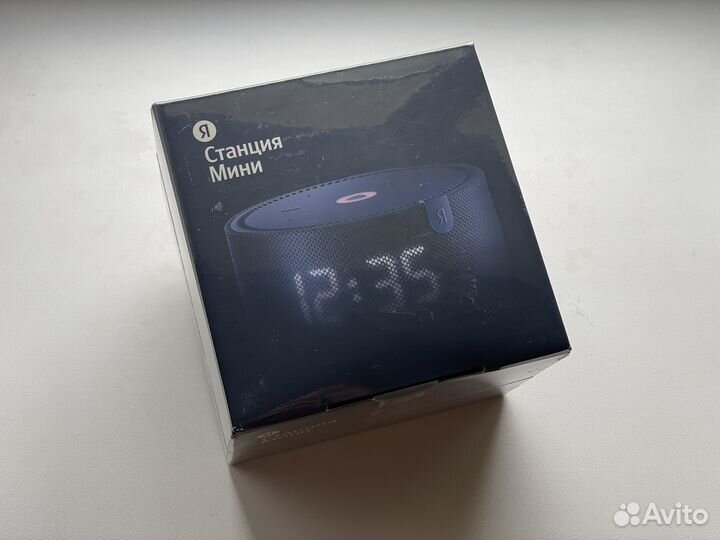 Я
Станция
Мини
Я
12:35
Avito